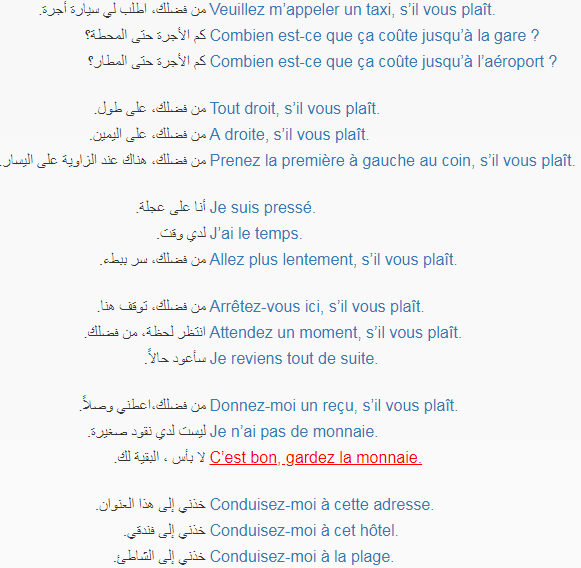 من فضلك، اطلب لي سيارة أجرة. Veuillez m'appeler un taxi, s'il vous plaît.
كم الأجرة حتى المحطة؟ Combien est-ce que ça coûte jusqu'à la gare ?
كم الأجرة حتى المطار؟ Combien est-ce que ça coûte jusqu'à l'aéroport ?
من فضلك، على طول. Tout droit, s'il vous plaît.
من فضلك، على اليمين. A droite, s'il vous plaît.
من فضلك، هناك عند الزاوية على اليسار. Prenez la première à gauche au coin, s'il vous plaît.
أنا على عجلة. Je suis pressé.
لدي وقت. J'ai le temps.
من فضلك، سر ببطء. Allez plus lentement, s'il vous plaît.
من فضلك، توقف هنا. Arrêtez-vous ici, s'il vous plaît.
انتظر لحظة، من فضلك. Attendez un moment, s'il vous plaît.
سأعود حالاً. Je reviens tout de suite.
من فضلك،اعطني وصلاً. Donnez-moi un reçu, s'il vous plaît.
ليست لدي نقود صغيرة. Je n'ai pas de monnaie.
لا بأس ، البقية لك. C'est bon, gardez la monnaie.
خذني إلى هذا العنوان. Conduisez-moi à cette adresse.
خذني إلى فندقي. Conduisez-moi à cet hôtel.
خذني إلى الشاطئ. Conduisez-moi à la plage.